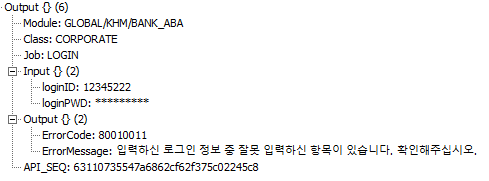 Output {} (6)
Module: GLOBAL/KHM/BANK_ABA
Class: CORPORATE
Job: LOGIN
Input {} (2)
loginID: 12345222
loginPWD: *********
Output {} (2)
ErrorCode: 80010011
ErrorMessage: 입력하신 로그인 정보 중 잘못 입력하신 항목이 있습니다. 확인해주십시오.
API_SEQ: 63110735547a6862cf62f375c02245c8